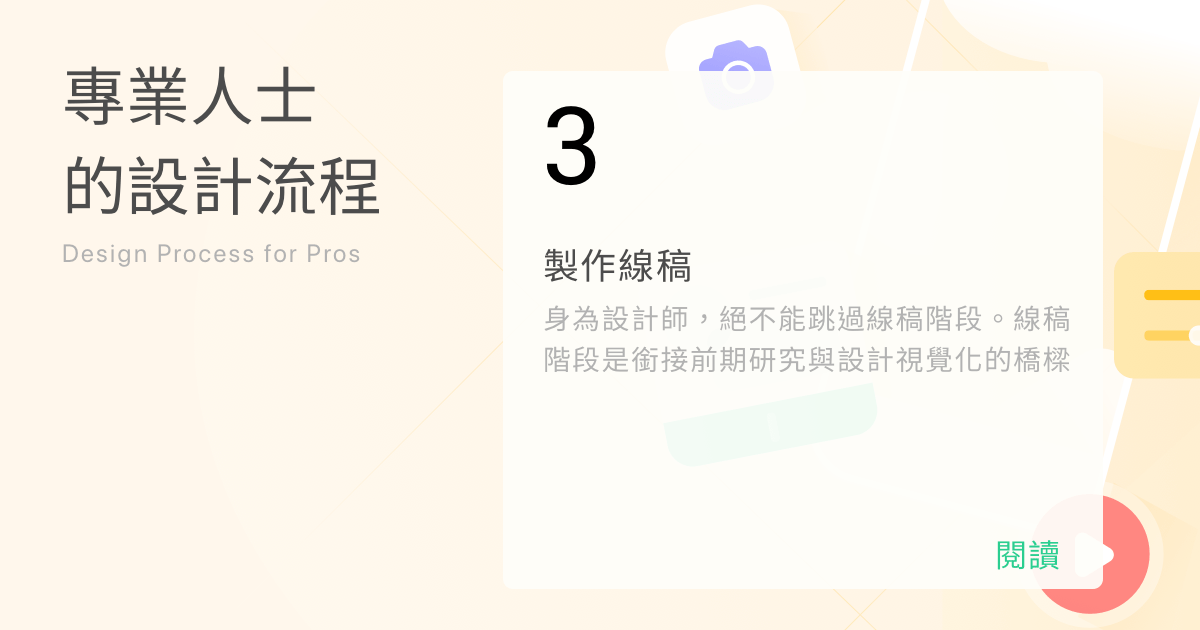 專業人士
的設計流程
Design Process for Pros
3
製作線稿
身為設計師，絕不能跳過線稿階段。線稿
階段是銜接前期研究與設計視覺化的橋樑
閱讀